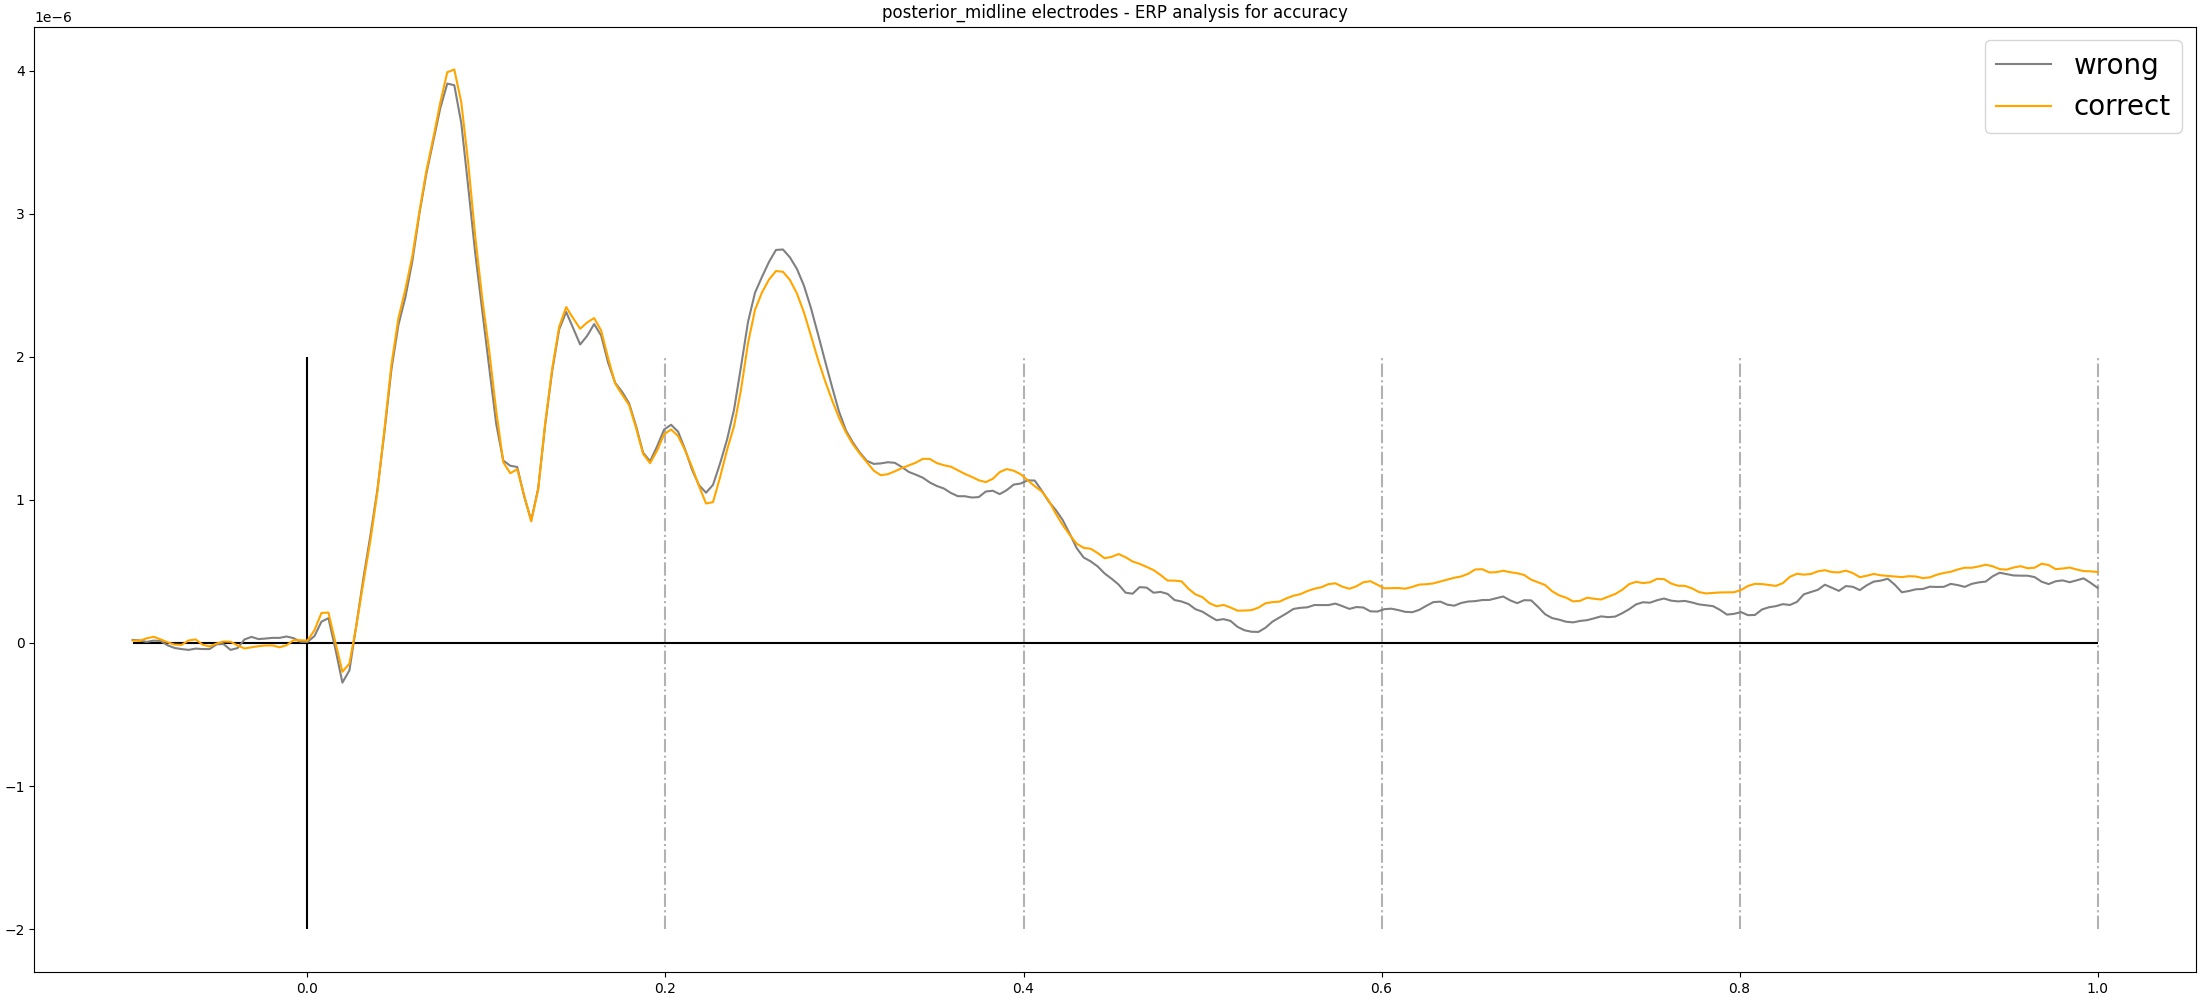 posterior_midline electrodes - ERP analysis for accuracy
1e−6
4
3
2
1
0
−1
−2
wrong
correct
0.0 0.2 0.4 0.6 0.8 1.0